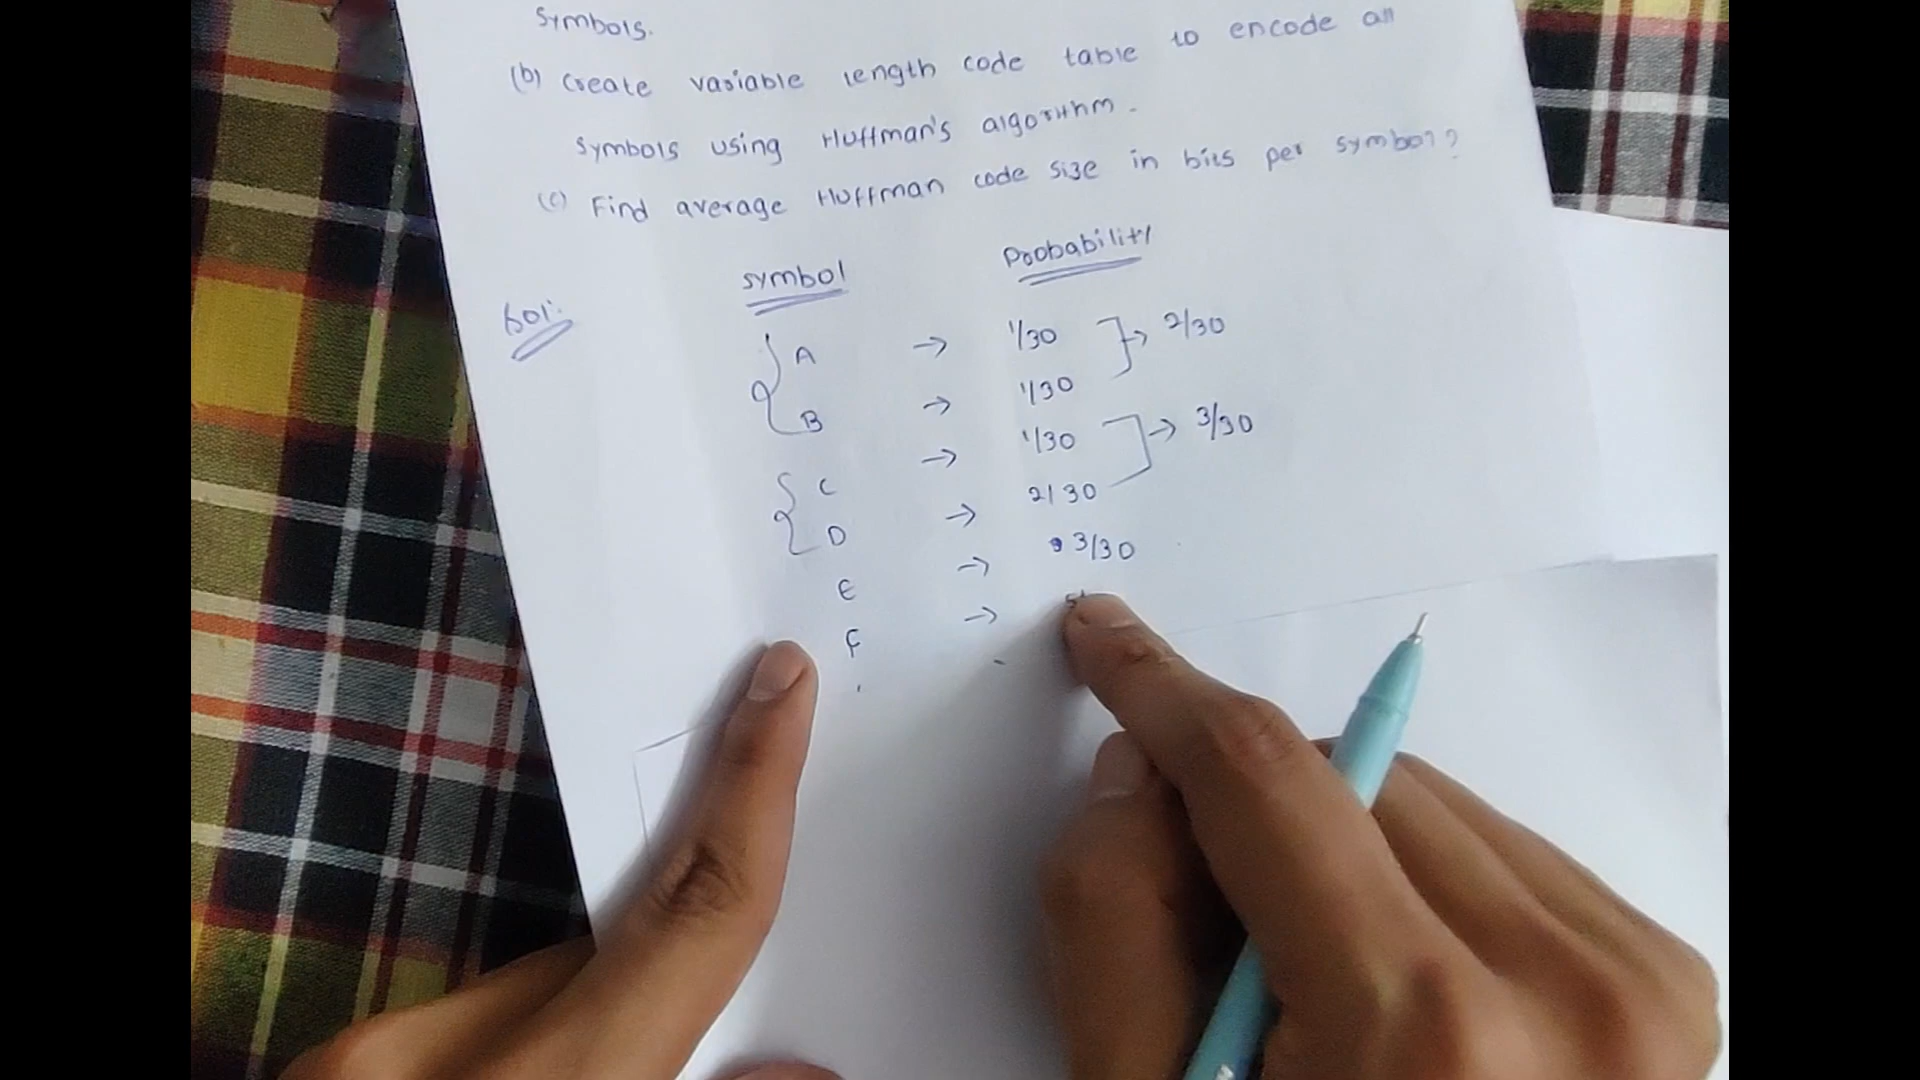 symbols.
(b) create variable length code table to encode all
symbols using Huffman's algorithm.
(c) Find average Huffman code size in bits per symbol?
Sol:
symbol Probability
A → 1/30 → 2/30
B → 1/30
C → 1/30 → 3/30
D → 2/30
E → 3/30
F →